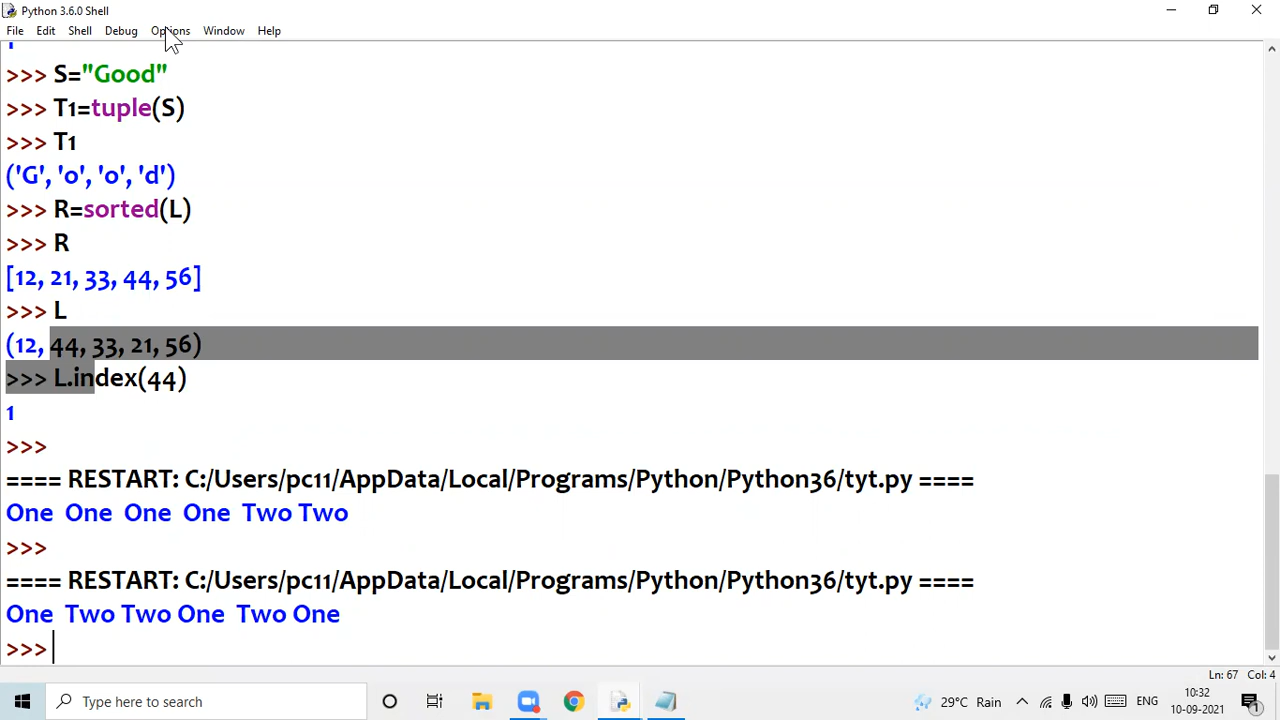 Python 3.6.0 Shell
File Edit Shell Debug Options Window Help
>>> S="Good"
>>> T1=tuple(S)
>>> T1
('G', 'o', 'o', 'd')
>>> R=sorted(L)
>>> R
[12, 21, 33, 44, 56]
>>> L
(12, 44, 33, 21, 56)
>>> L.index(44)
1
>>>
==== RESTART: C:/Users/pc11/AppData/Local/Programs/Python/Python36/tyt.py ====
One  One  One  One  Two Two
>>>
==== RESTART: C:/Users/pc11/AppData/Local/Programs/Python/Python36/tyt.py ====
One  Two Two One  Two One
>>>
Ln: 67 Col: 4
Type here to search
29°C Rain
ENG
10:32
10-09-2021
1